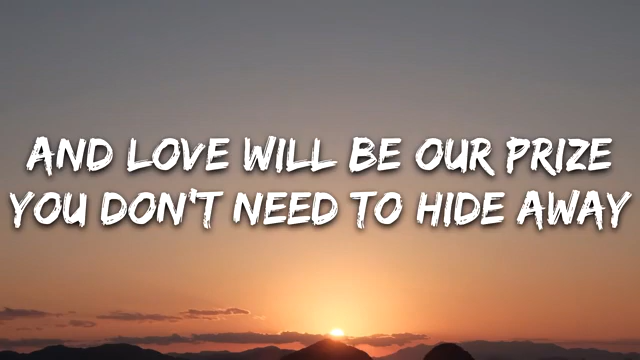 AND LOVE WILL BE OUR PRIZE
YOU DON'T NEED TO HIDE AWAY